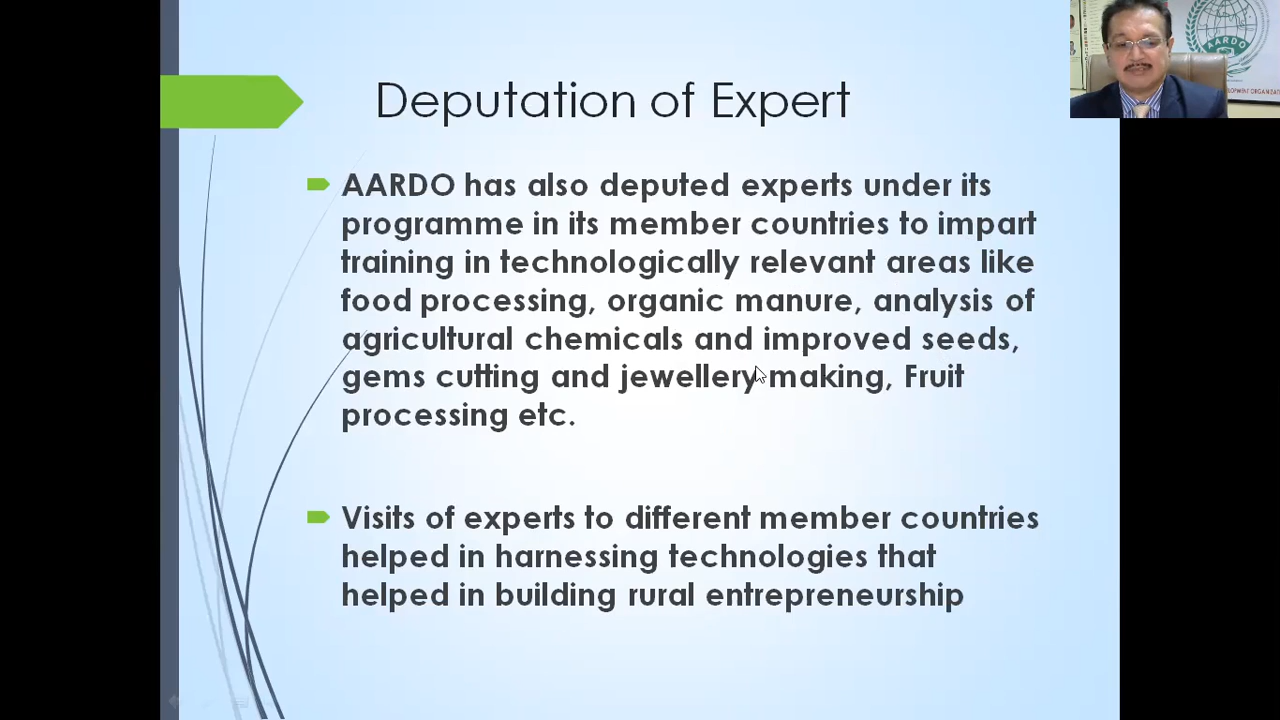 Deputation of Expert
AARDO has also deputed experts under its
programme in its member countries to impart
training in technologically relevant areas like
food processing, organic manure, analysis of
agricultural chemicals and improved seeds,
gems cutting and jewellery making, Fruit
processing etc.
Visits of experts to different member countries
helped in harnessing technologies that
helped in building rural entrepreneurship
AARDO